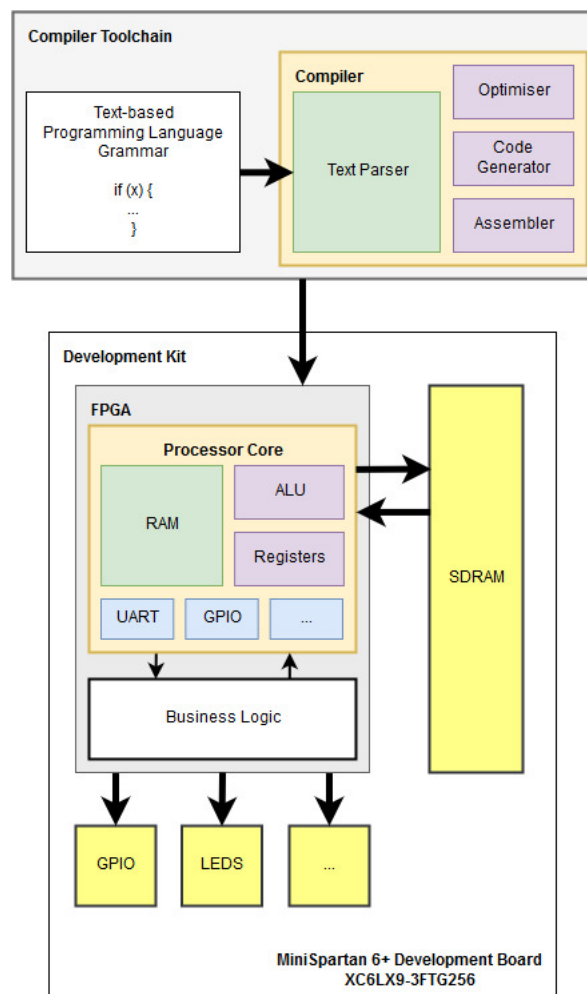 Compiler Toolchain
Text-based
Programming Language
Grammar
if (x) {
...
}
Compiler
Text Parser
Optimiser
Code
Generator
Assembler
Development Kit
FPGA
Processor Core
RAM
ALU
Registers
UART
GPIO
...
Business Logic
SDRAM
GPIO
LEDS
...
MiniSpartan 6+ Development Board
XC6LX9-3FTG256